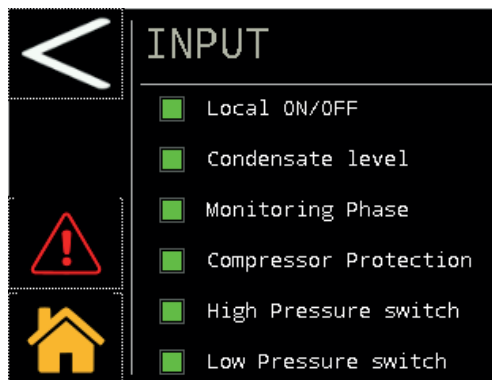 INPUT
Local ON/OFF
Condensate level
Monitoring Phase
Compressor Protection
High Pressure switch
Low Pressure switch